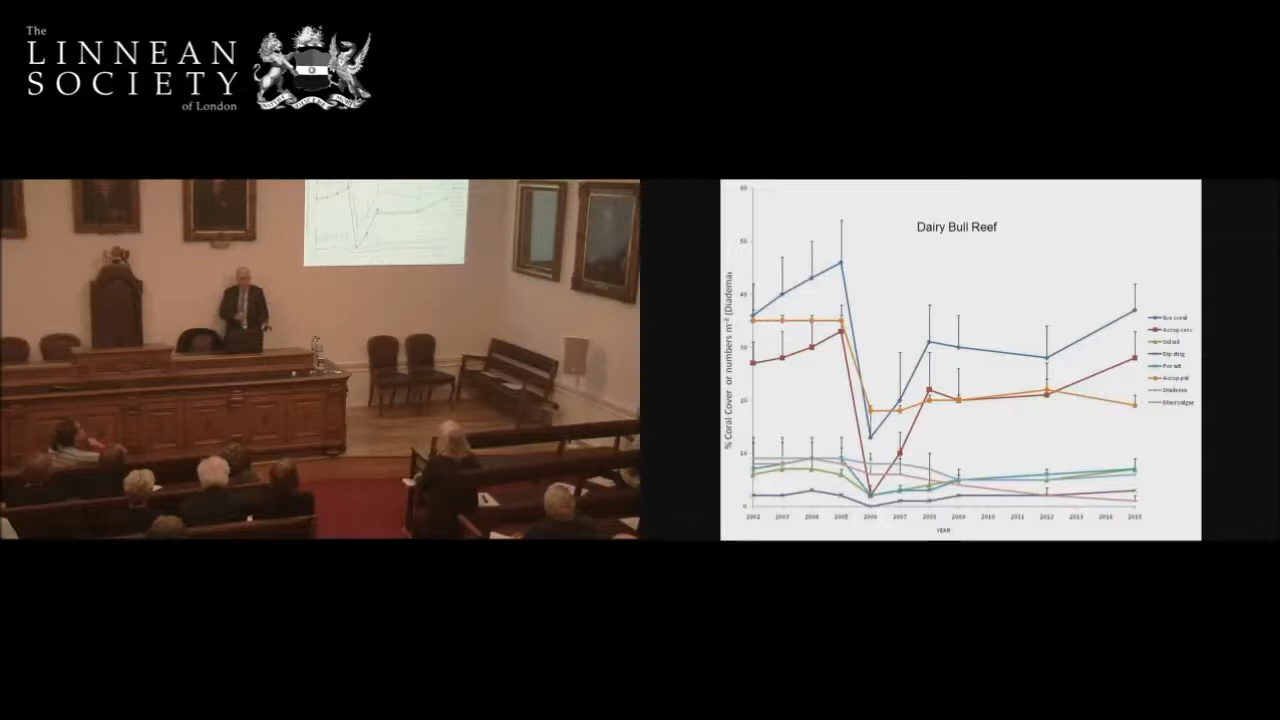 The
LINNEAN
SOCIETY
of London
Dairy Bull Reef
% Coral Cover or numbers m-2 (Diadema)
60
50
40
30
20
10
0
2002 2003 2004 2005 2006 2007 2008 2009 2010 2011 2012 2013 2014 2015
YEAR
live coral
Acrop cerv
Diadema
Macroalgae